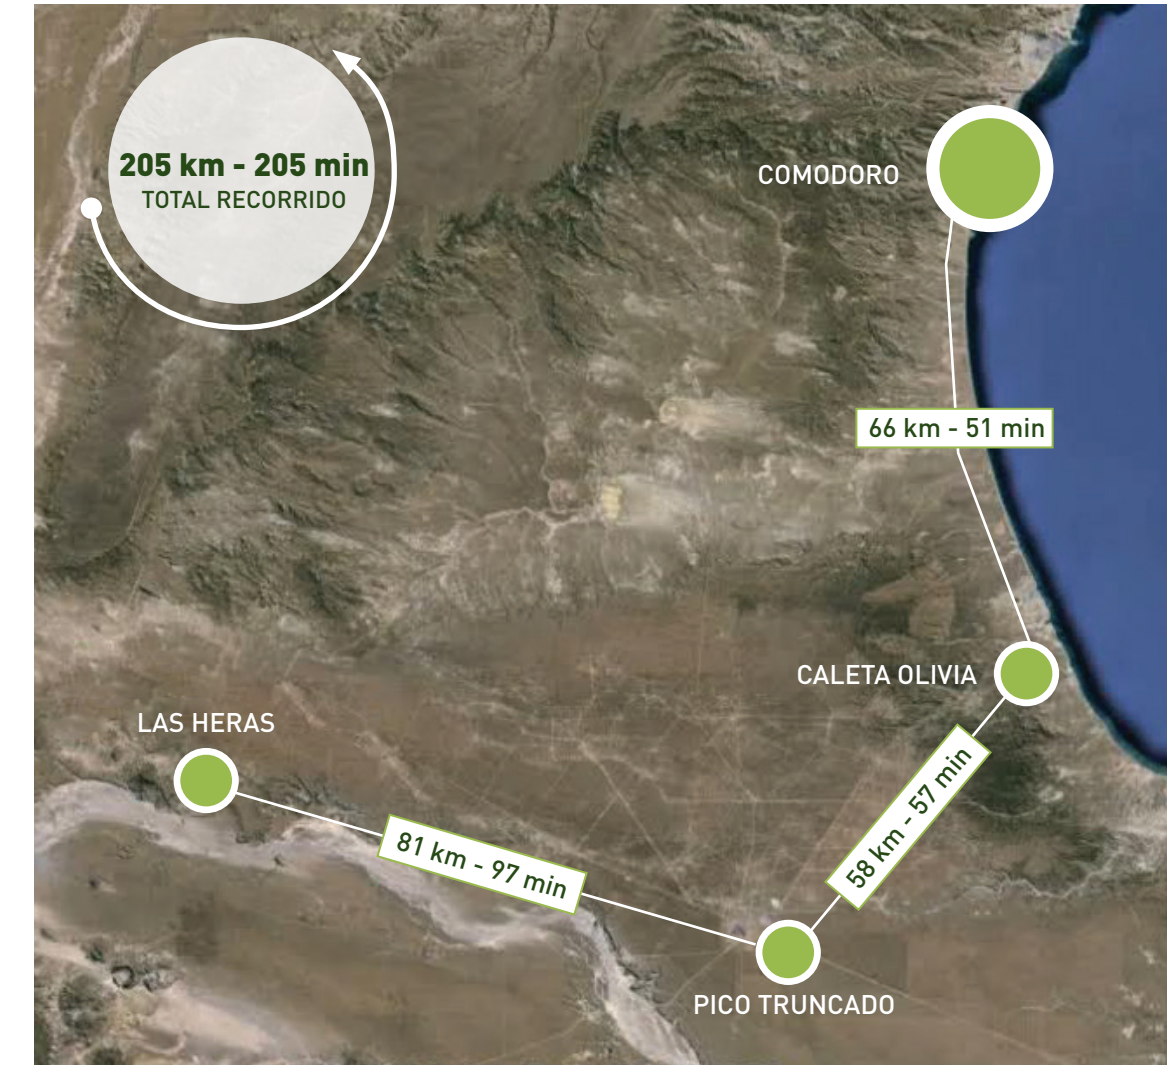 205 km - 205 min
TOTAL RECORRIDO
COMODORO
66 km - 51 min
CALETA OLIVIA
58 km - 57 min
LAS HERAS
81 km - 97 min
PICO TRUNCADO